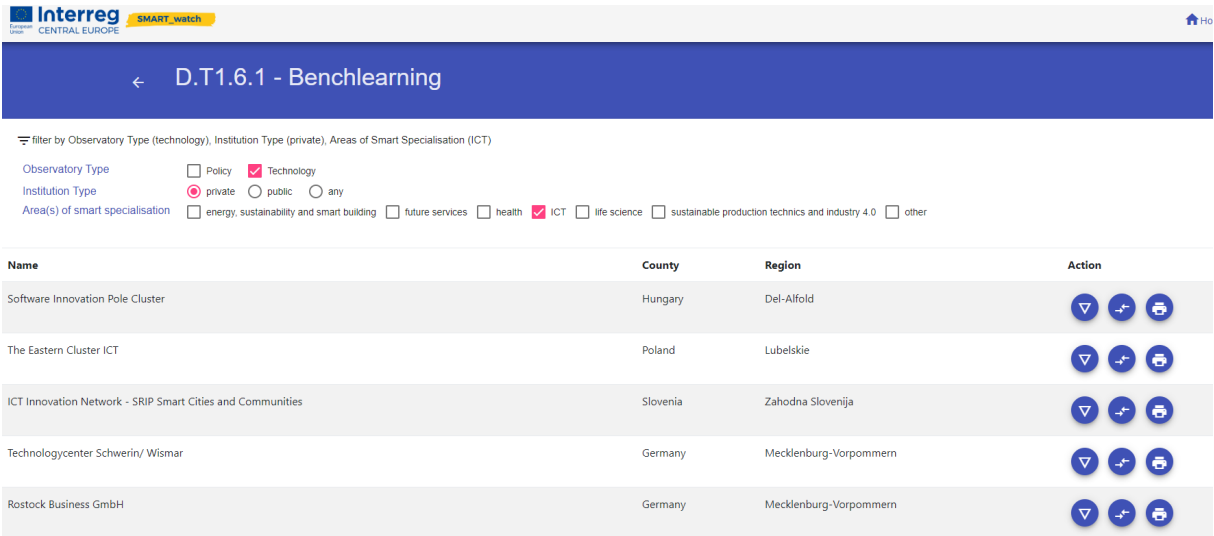 Interreg
European Union
CENTRAL EUROPE
SMART_watch
Ho
D.T1.6.1 - Benchlearning
filter by Observatory Type (technology), Institution Type (private), Areas of Smart Specialisation (ICT)
Observatory Type Policy Technology
Institution Type private public any
Area(s) of smart specialisation energy, sustainability and smart building future services health ICT life science sustainable production technics and industry 4.0 other
Name County Region Action
Software Innovation Pole Cluster Hungary Del-Alfold
The Eastern Cluster ICT Poland Lubelskie
ICT Innovation Network - SRIP Smart Cities and Communities Slovenia Zahodna Slovenija
Technologycenter Schwerin/ Wismar Germany Mecklenburg-Vorpommern
Rostock Business GmbH Germany Mecklenburg-Vorpommern